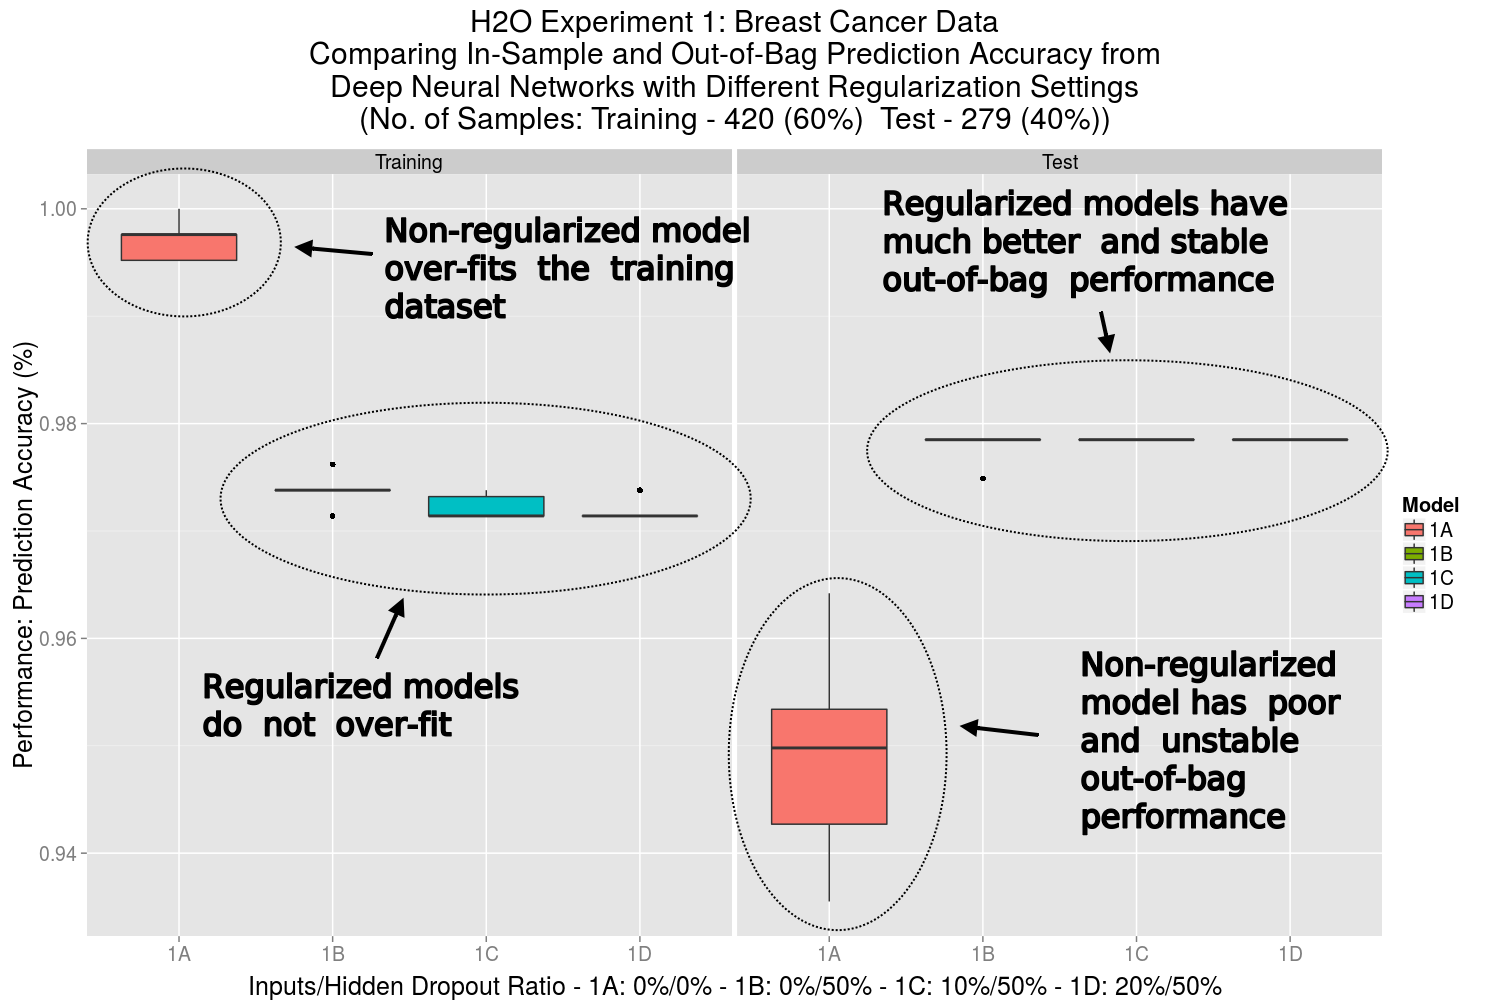 H2O Experiment 1: Breast Cancer Data
Comparing In-Sample and Out-of-Bag Prediction Accuracy from
Deep Neural Networks with Different Regularization Settings
(No. of Samples: Training - 420 (60%)  Test - 279 (40%))
Training
Test
Non-regularized model
over-fits  the  training
dataset
Regularized models have
much better  and stable
out-of-bag  performance
Regularized models
do  not  over-fit
Non-regularized
model has  poor
and  unstable
out-of-bag
performance
Performance: Prediction Accuracy (%)
1.00
0.98
0.96
0.94
1A
1B
1C
1D
1A
1B
1C
1D
Inputs/Hidden Dropout Ratio - 1A: 0%/0% - 1B: 0%/50% - 1C: 10%/50% - 1D: 20%/50%
Model
1A
1B
1C
1D